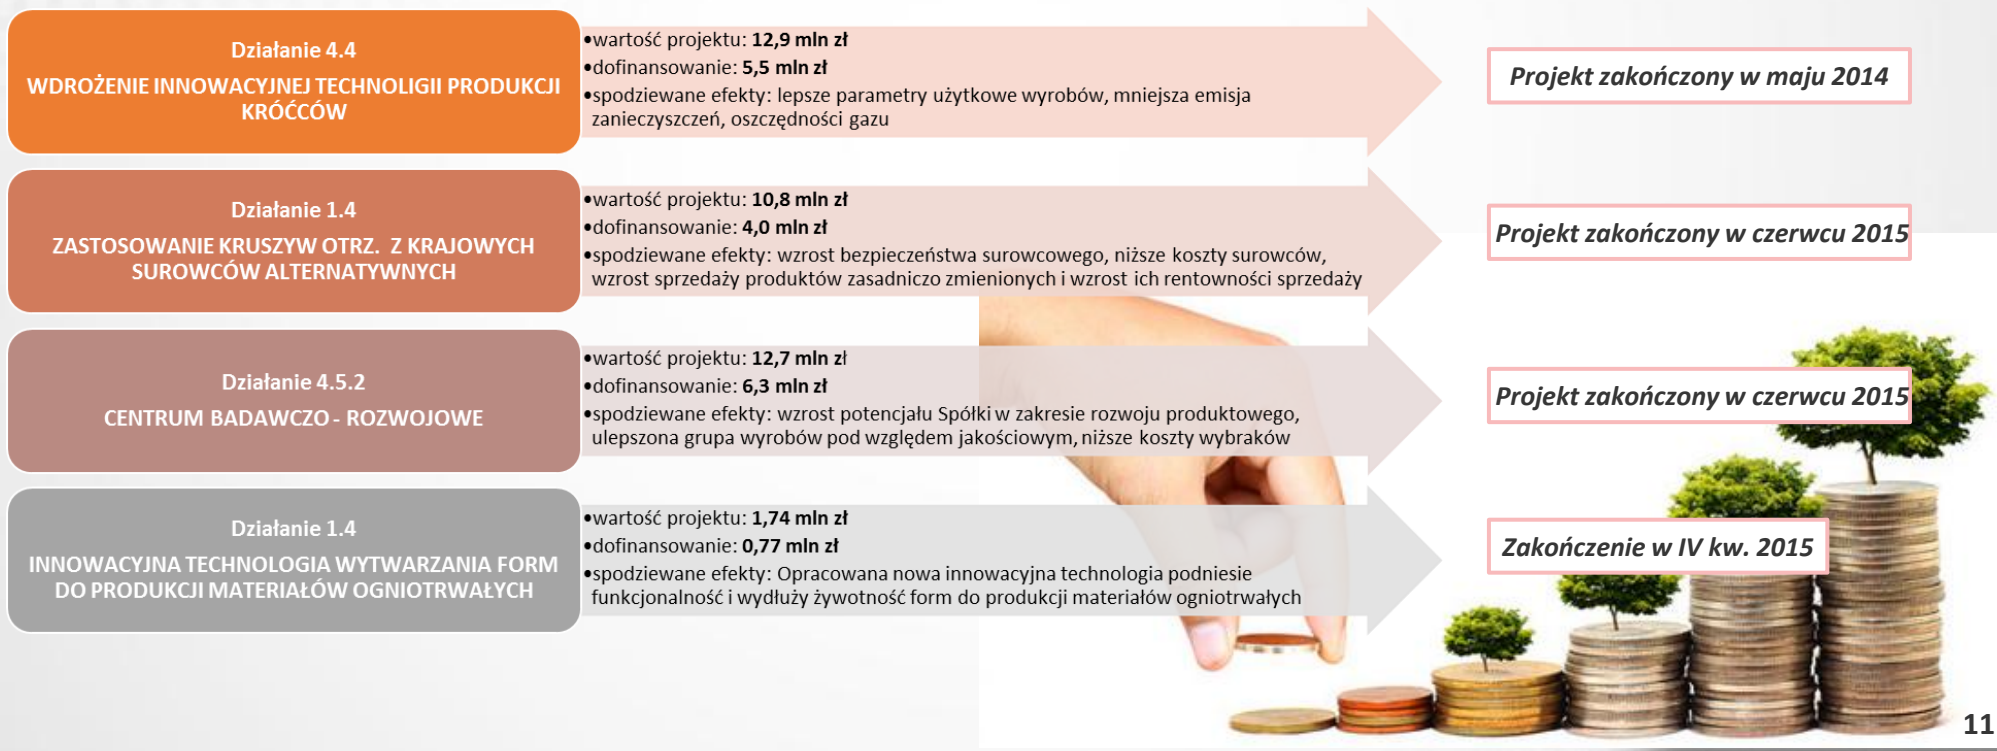 Działanie 4.4
WDROŻENIE INNOWACYJNEJ TECHNOLIGII PRODUKCJI
KRÓĆCÓW
•wartość projektu: 12,9 mln zł
•dofinansowanie: 5,5 mln zł
•spodziewane efekty: lepsze parametry użytkowe wyrobów, mniejsza emisja
zanieczyszczeń, oszczędności gazu
Projekt zakończony w maju 2014
Działanie 1.4
ZASTOSOWANIE KRUSZYW OTRZ. Z KRAJOWYCH
SUROWCÓW ALTERNATYWNYCH
•wartość projektu: 10,8 mln zł
•dofinansowanie: 4,0 mln zł
•spodziewane efekty: wzrost bezpieczeństwa surowcowego, niższe koszty surowców,
wzrost sprzedaży produktów zasadniczo zmienionych i wzrost ich rentowności sprzedaży
Projekt zakończony w czerwcu 2015
Działanie 4.5.2
CENTRUM BADAWCZO - ROZWOJOWE
•wartość projektu: 12,7 mln zł
•dofinansowanie: 6,3 mln zł
•spodziewane efekty: wzrost potencjału Spółki w zakresie rozwoju produktowego,
ulepszona grupa wyrobów pod względem jakościowym, niższe koszty wybraków
Projekt zakończony w czerwcu 2015
Działanie 1.4
INNOWACYJNA TECHNOLOGIA WYTWARZANIA FORM
DO PRODUKCJI MATERIAŁÓW OGNIOTRWAŁYCH
•wartość projektu: 1,74 mln zł
•dofinansowanie: 0,77 mln zł
•spodziewane efekty: Opracowana nowa innowacyjna technologia podniesie
funkcjonalność i wydłuży żywotność form do produkcji materiałów ogniotrwałych
Zakończenie w IV kw. 2015
11